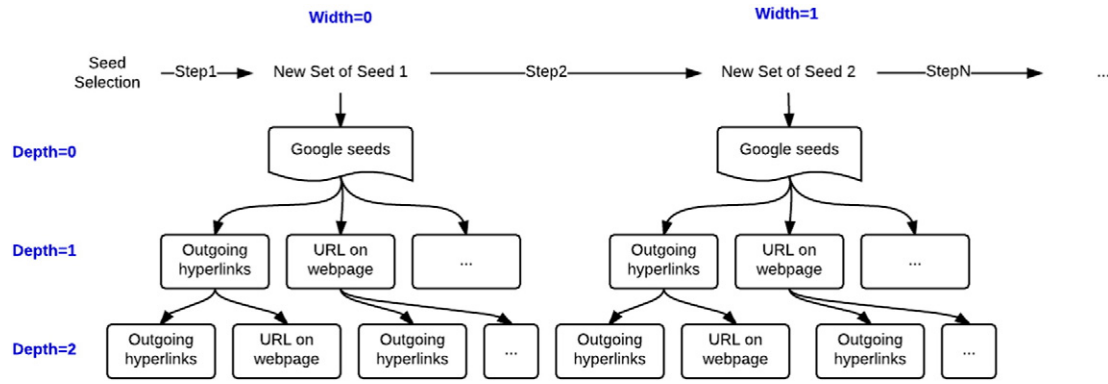 Width=0
Width=1
Seed
Selection
Step1
New Set of Seed 1
Step2
New Set of Seed 2
StepN
...
Depth=0
Google seeds
Google seeds
Depth=1
Outgoing
hyperlinks
URL on
webpage
...
Outgoing
hyperlinks
URL on
webpage
...
Depth=2
Outgoing
hyperlinks
URL on
webpage
Outgoing
hyperlinks
...
Outgoing
hyperlinks
URL on
webpage
Outgoing
hyperlinks
...